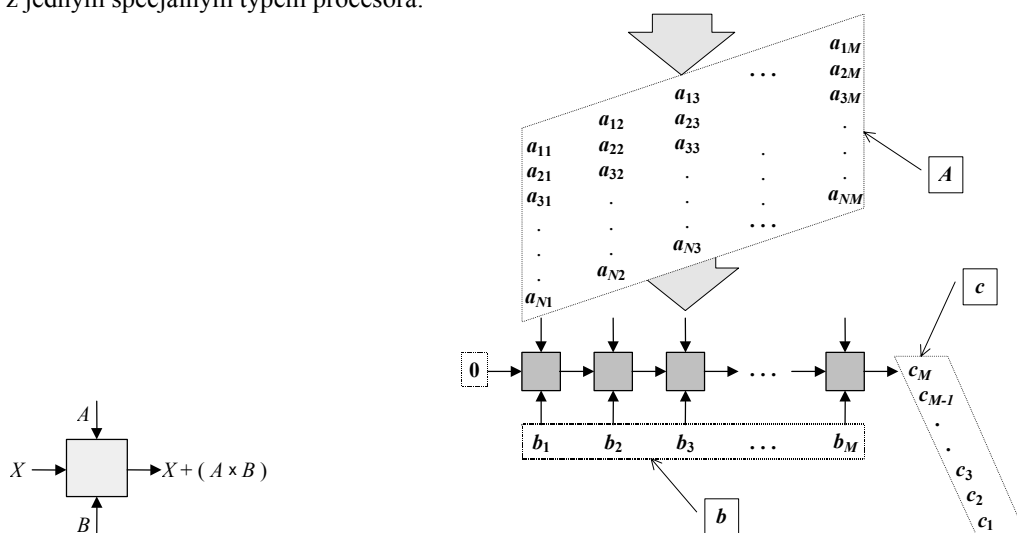 z jednym specjalnym typem procesora.
a1M
... a2M
a13 a3M
a12 a23 .
a11 a22 a33 . .
a21 a32 . . .
a31 . . . aNM
. . . ...
. . aN3
. aN2
aN1
A
c
0 ... cM
cM-1
.
.
c3
c2
c1
b1 b2 b3 ... bM
b
A
X X + ( A × B )
B